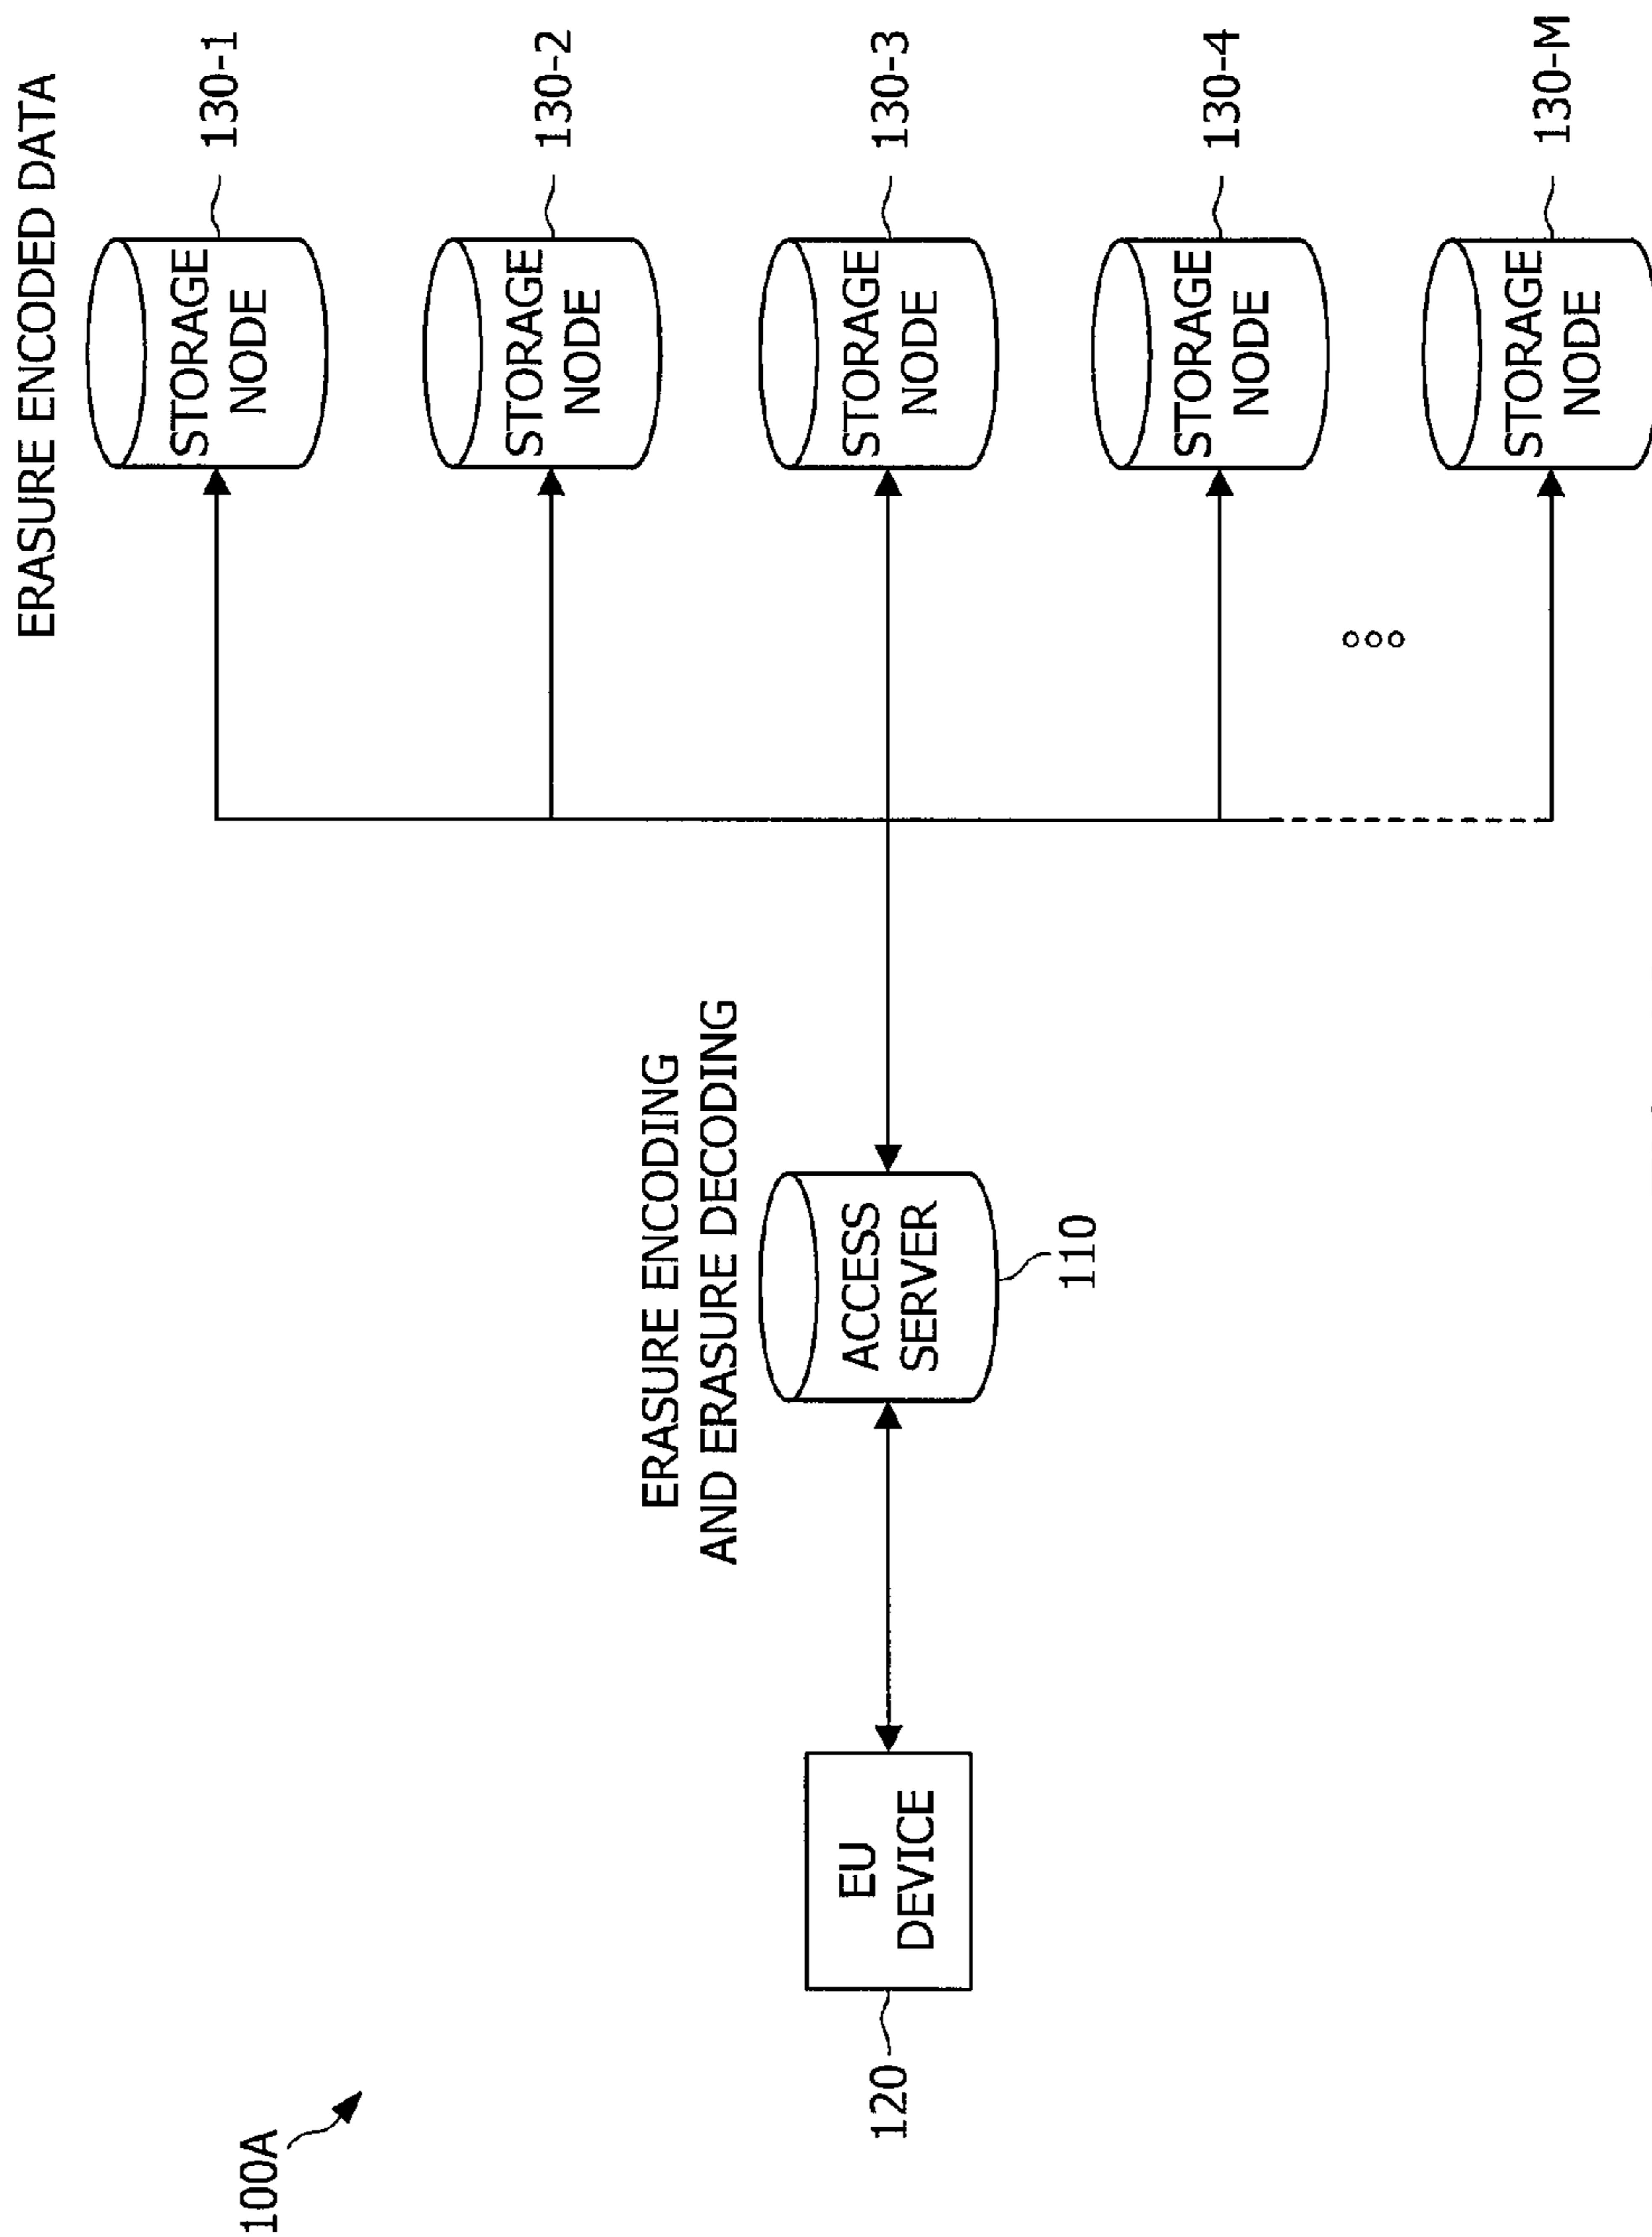 100A
ERASURE ENCODED DATA
ERASURE ENCODING
AND ERASURE DECODING
STORAGE
NODE
130-1
STORAGE
NODE
130-2
120
EU
DEVICE
ACCESS
SERVER
110
STORAGE
NODE
130-3
STORAGE
NODE
130-4
STORAGE
NODE
130-M